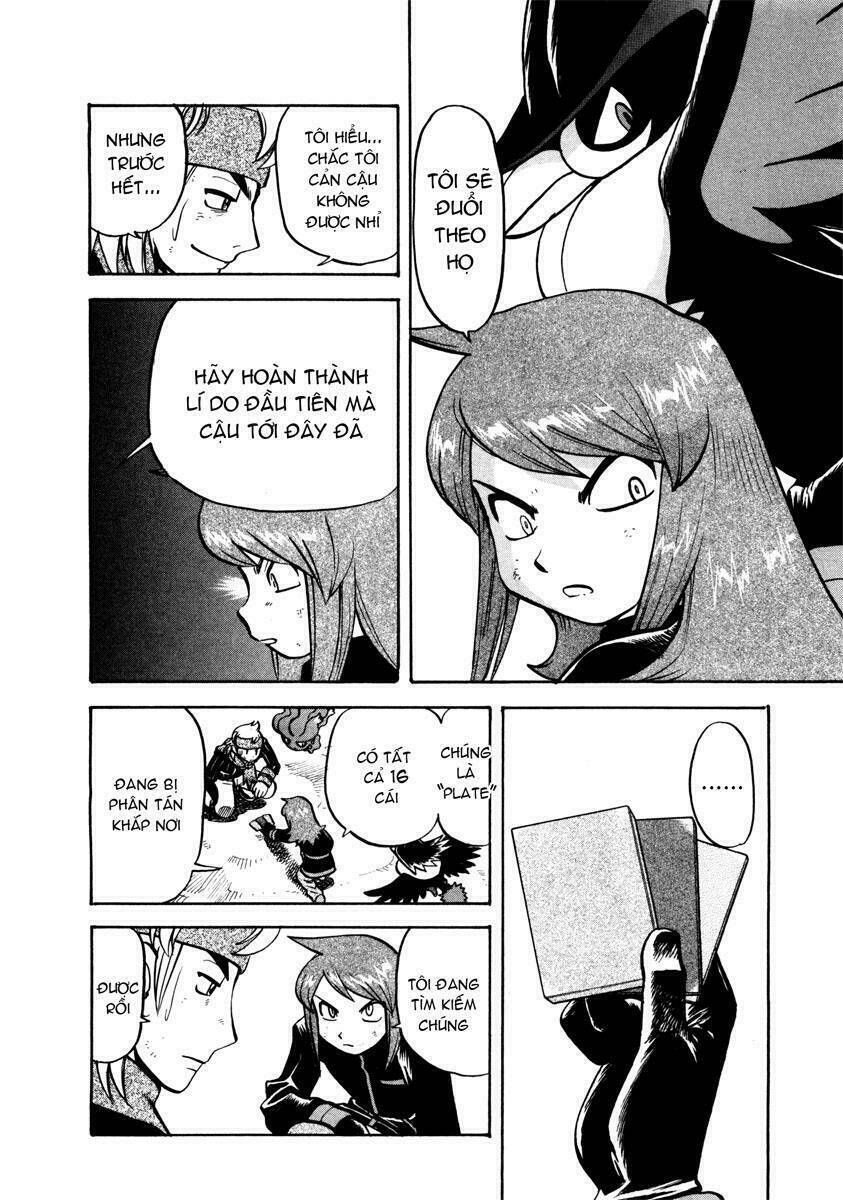 TÔI SẼ
ĐUỔI
THEO
HỌ
TÔI HIỂU...
CHẮC TÔI
CẢN CẬU
KHÔNG
ĐƯỢC NHỈ
NHƯNG
TRƯỚC
HẾT...
HÃY HOÀN THÀNH
LÍ DO ĐẦU TIÊN MÀ
CẬU TỚI ĐÂY ĐÃ
.......
CHÚNG
LÀ
"PLATE"
CÓ TẤT
CẢ 16
CÁI
ĐANG BỊ
PHÂN TÁN
KHẮP NƠI
TÔI ĐANG
TÌM KIẾM
CHÚNG
ĐƯỢC
RỒI